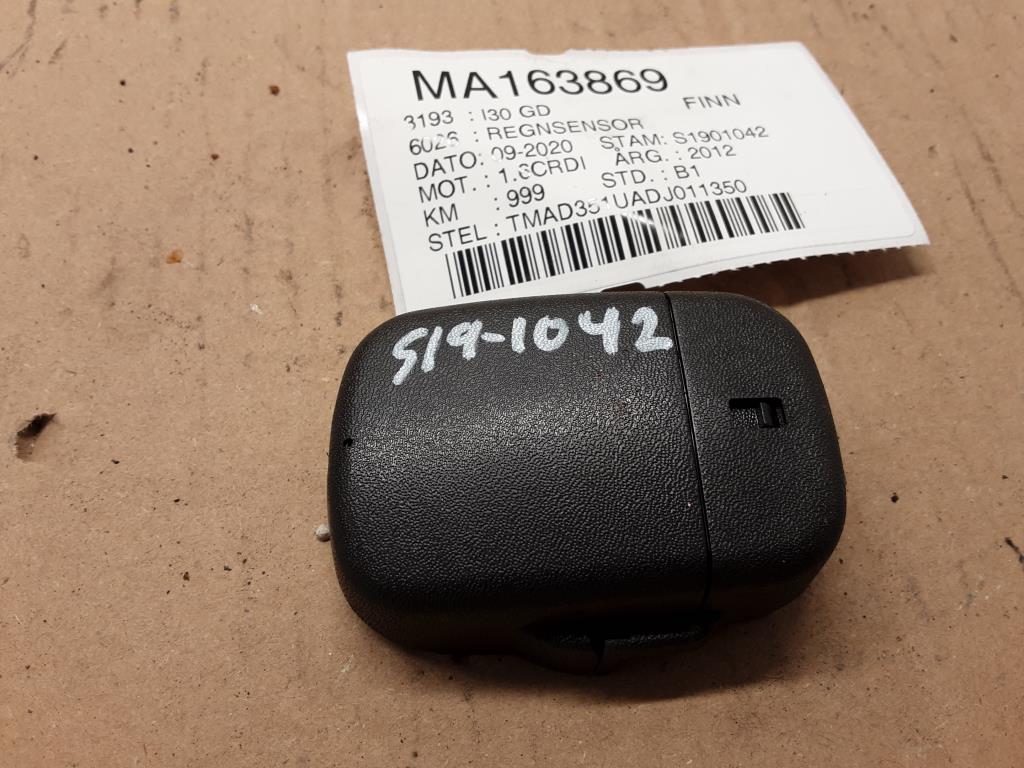 MA163869
3193 : I30 GD FINN
6026 : REGNSENSOR
DATO: 09-2020 STAM: S1901042
MOT. : 1.6CRDI ÅRG. : 2012
KM : 999 STD. : B1
STEL : TMAD351UADJ011350
S19-1042